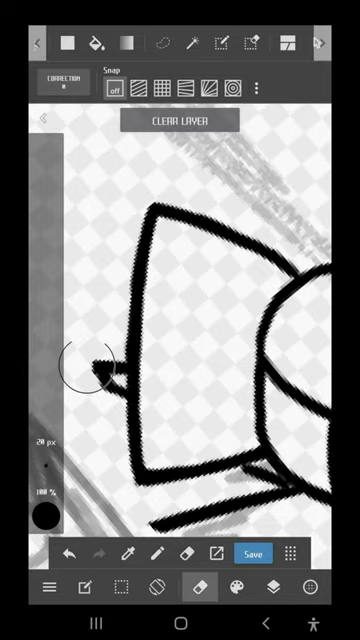 Snap
CORRECTION
off
CLEAR LAYER
20 px
100 %
Save